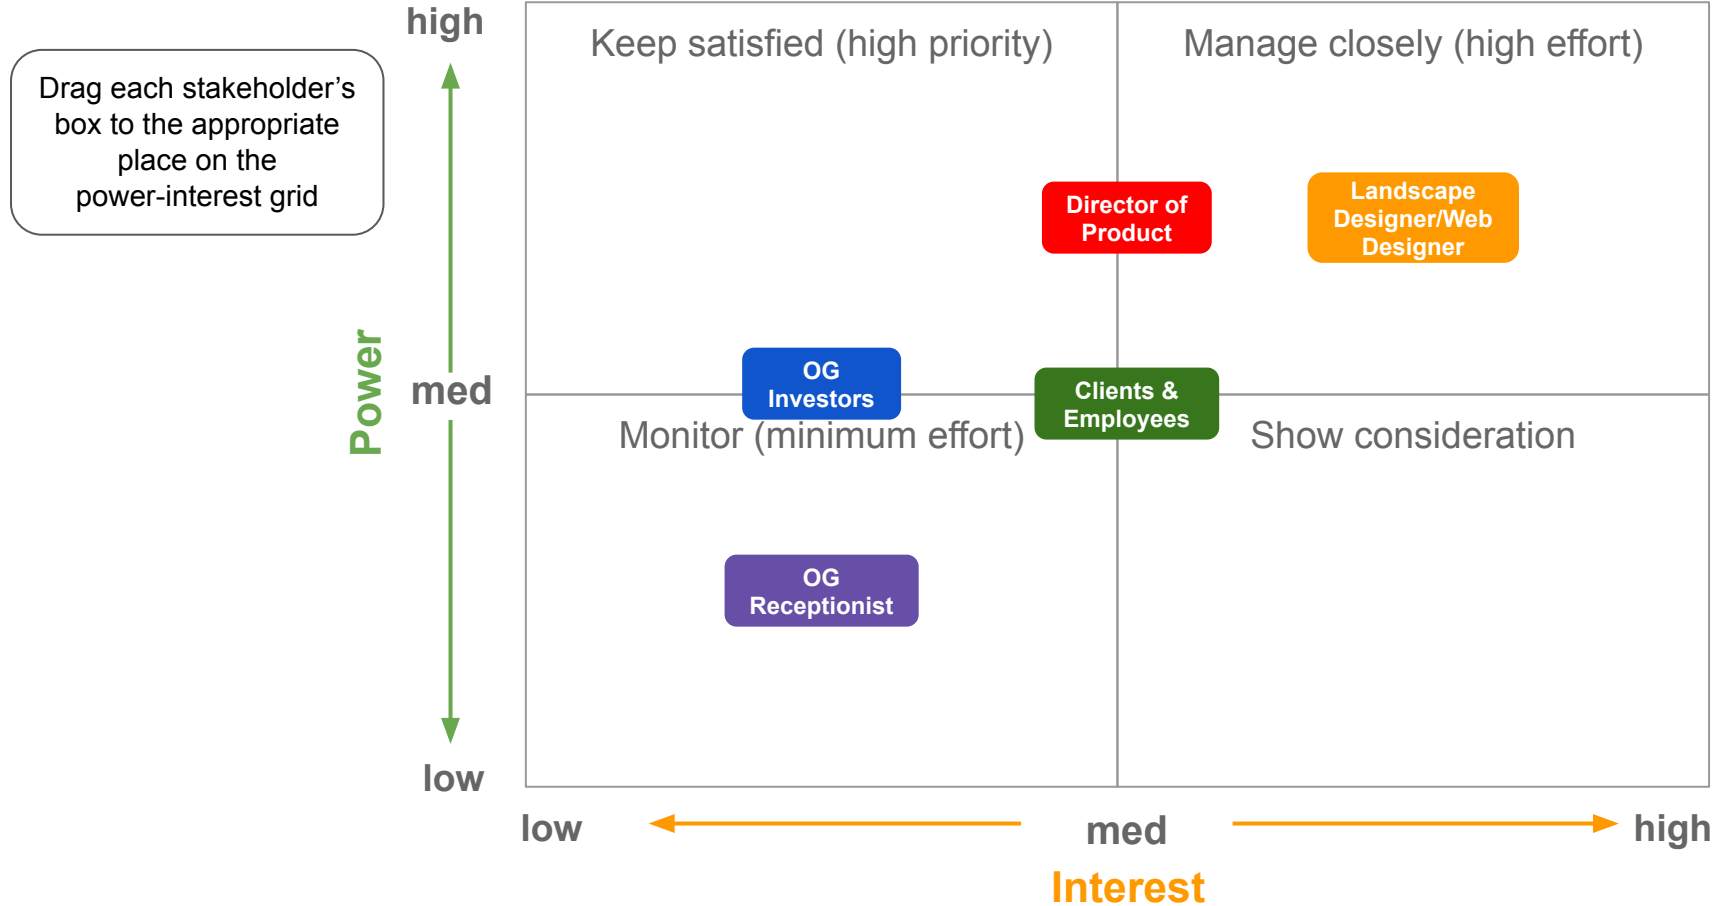 high
Keep satisfied (high priority)
Manage closely (high effort)
Drag each stakeholder’s
box to the appropriate
place on the
power-interest grid
Director of
Product
Landscape
Designer/Web
Designer
Power
med
OG
Investors
Clients &
Employees
Monitor (minimum effort)
Show consideration
OG
Receptionist
low
low
med
high
Interest